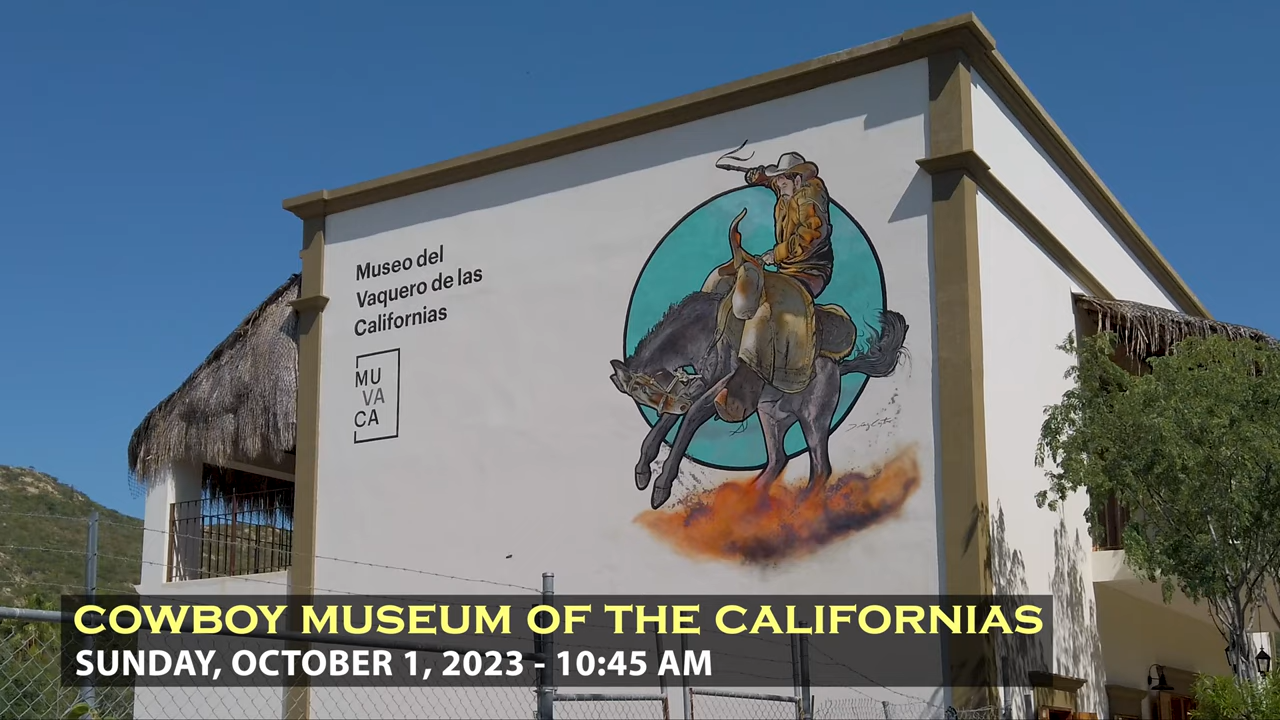 Museo del
Vaquero de las
Californias
MU
VA
CA
COWBOY MUSEUM OF THE CALIFORNIAS
SUNDAY, OCTOBER 1, 2023 - 10:45 AM